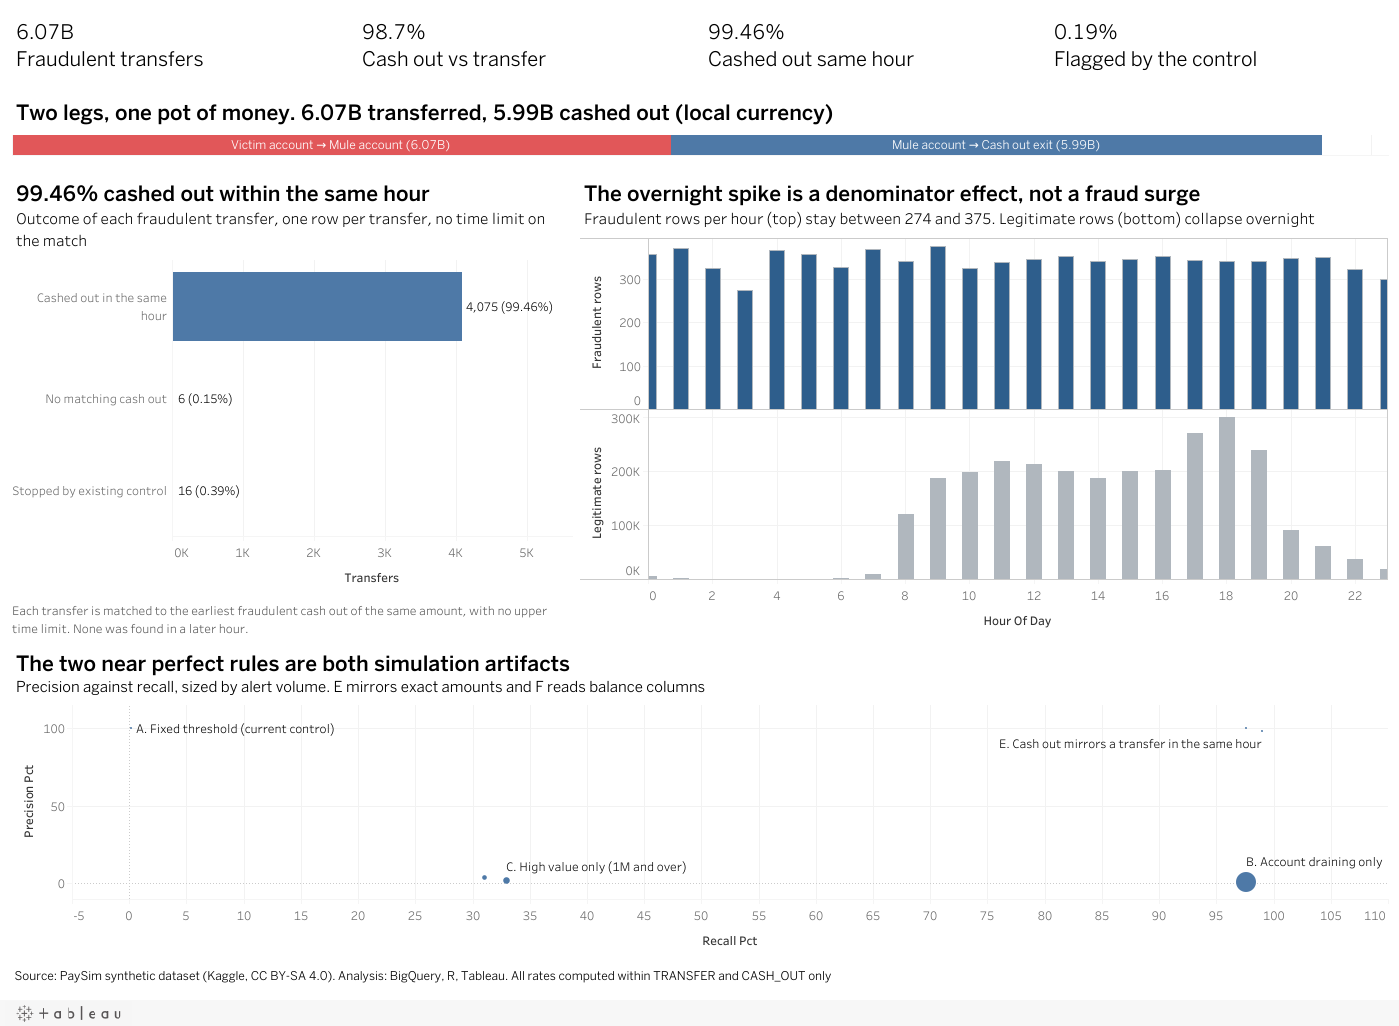 6.07B
Fraudulent transfers
98.7%
Cash out vs transfer
99.46%
Cashed out same hour
0.19%
Flagged by the control
Two legs, one pot of money. 6.07B transferred, 5.99B cashed out (local currency)
Victim account → Mule account (6.07B)
Mule account → Cash out exit (5.99B)
99.46% cashed out within the same hour
Outcome of each fraudulent transfer, one row per transfer, no time limit on
the match
Cashed out in the same
hour
4,075 (99.46%)
No matching cash out
6 (0.15%)
Stopped by existing control
16 (0.39%)
0K 1K 2K 3K 4K 5K
Transfers
Each transfer is matched to the earliest fraudulent cash out of the same amount, with no upper
time limit. None was found in a later hour.
The overnight spike is a denominator effect, not a fraud surge
Fraudulent rows per hour (top) stay between 274 and 375. Legitimate rows (bottom) collapse overnight
Fraudulent rows
300
200
100
0
Legitimate rows
300K
200K
100K
0K
0 2 4 6 8 10 12 14 16 18 20 22
Hour Of Day
The two near perfect rules are both simulation artifacts
Precision against recall, sized by alert volume. E mirrors exact amounts and F reads balance columns
Precision Pct
100
50
0
A. Fixed threshold (current control)
E. Cash out mirrors a transfer in the same hour
C. High value only (1M and over)
B. Account draining only
-5 0 5 10 15 20 25 30 35 40 45 50 55 60 65 70 75 80 85 90 95 100 105 110
Recall Pct
Source: PaySim synthetic dataset (Kaggle, CC BY-SA 4.0). Analysis: BigQuery, R, Tableau. All rates computed within TRANSFER and CASH_OUT only
+ableau